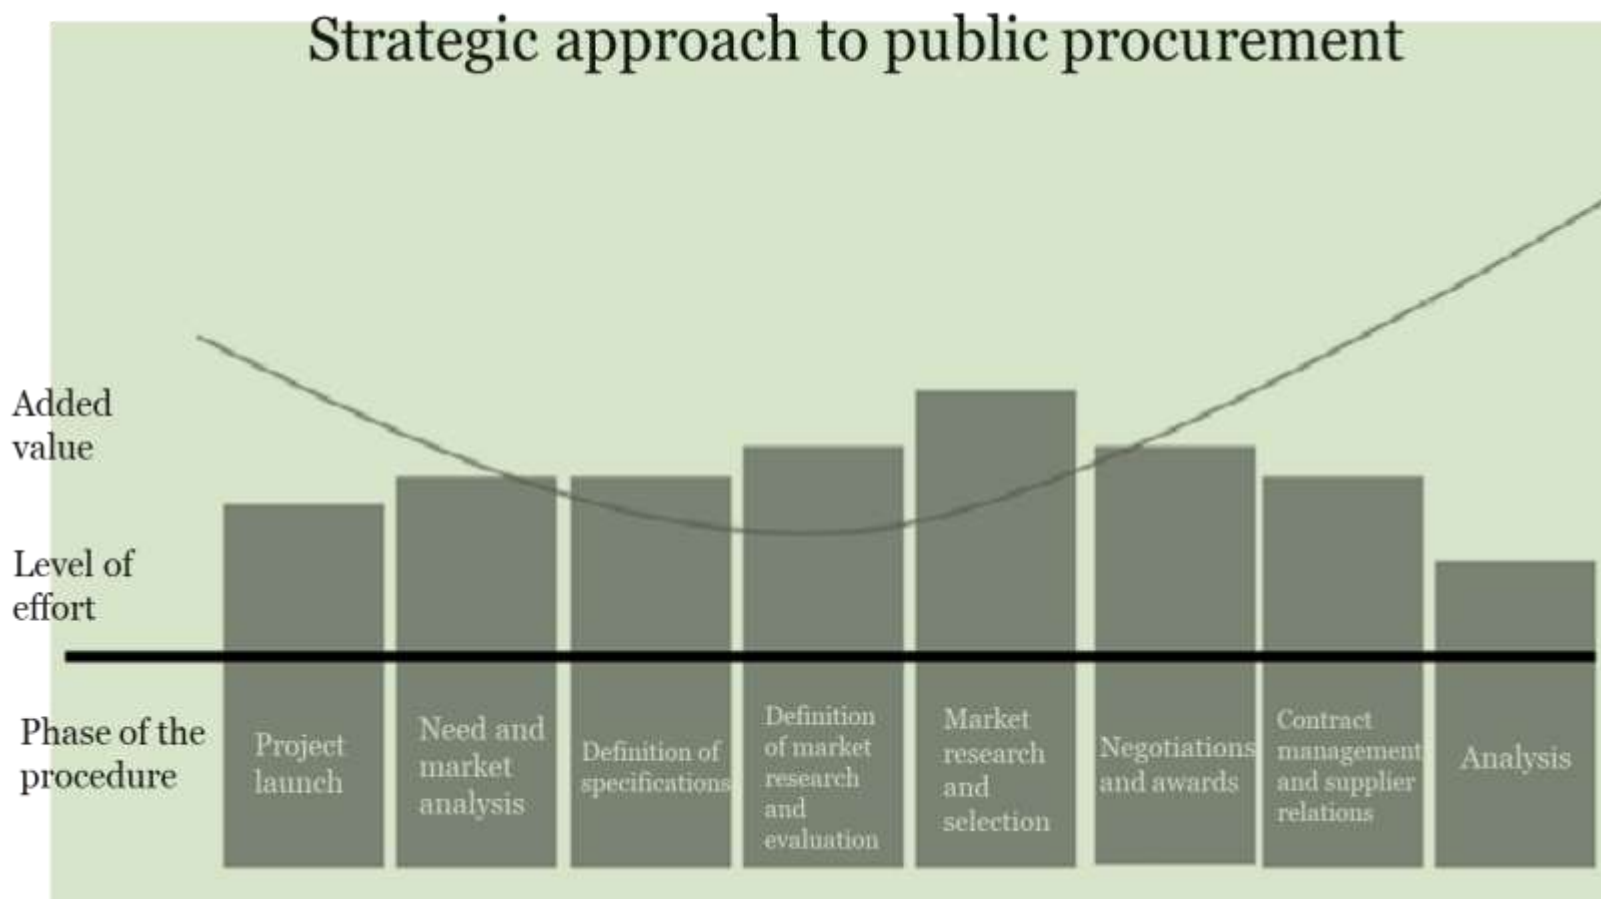 Strategic approach to public procurement
Added
value
Level of
effort
Phase of the
procedure
Project
launch
Need and
market
analysis
Definition of
specifications
Definition
of market
research
and
evaluation
Market
research
and
selection
Negotiations
and awards
Contract
management
and supplier
relations
Analysis